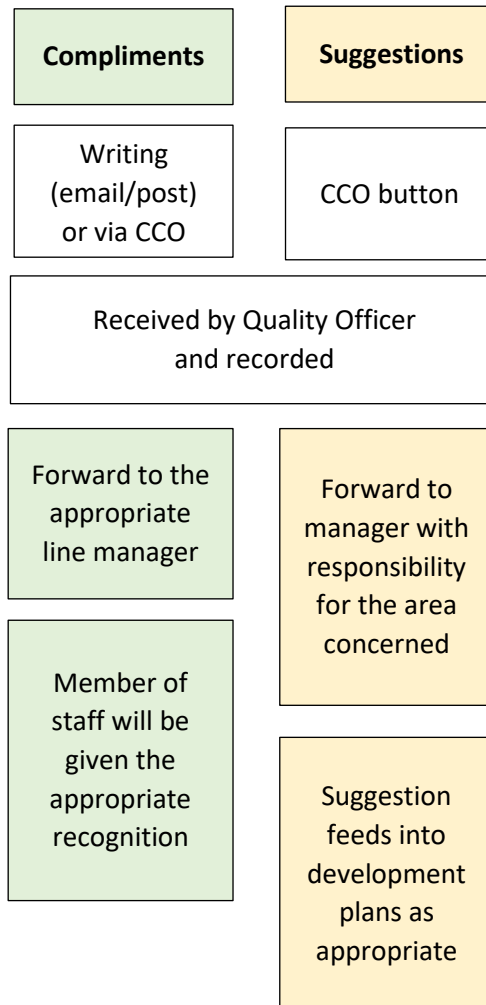 Compliments
Suggestions
Writing
(email/post)
or via CCO
CCO button
Received by Quality Officer
and recorded
Forward to the
appropriate
line manager
Forward to
manager with
responsibility
for the area
concerned
Member of
staff will be
given the
appropriate
recognition
Suggestion
feeds into
development
plans as
appropriate